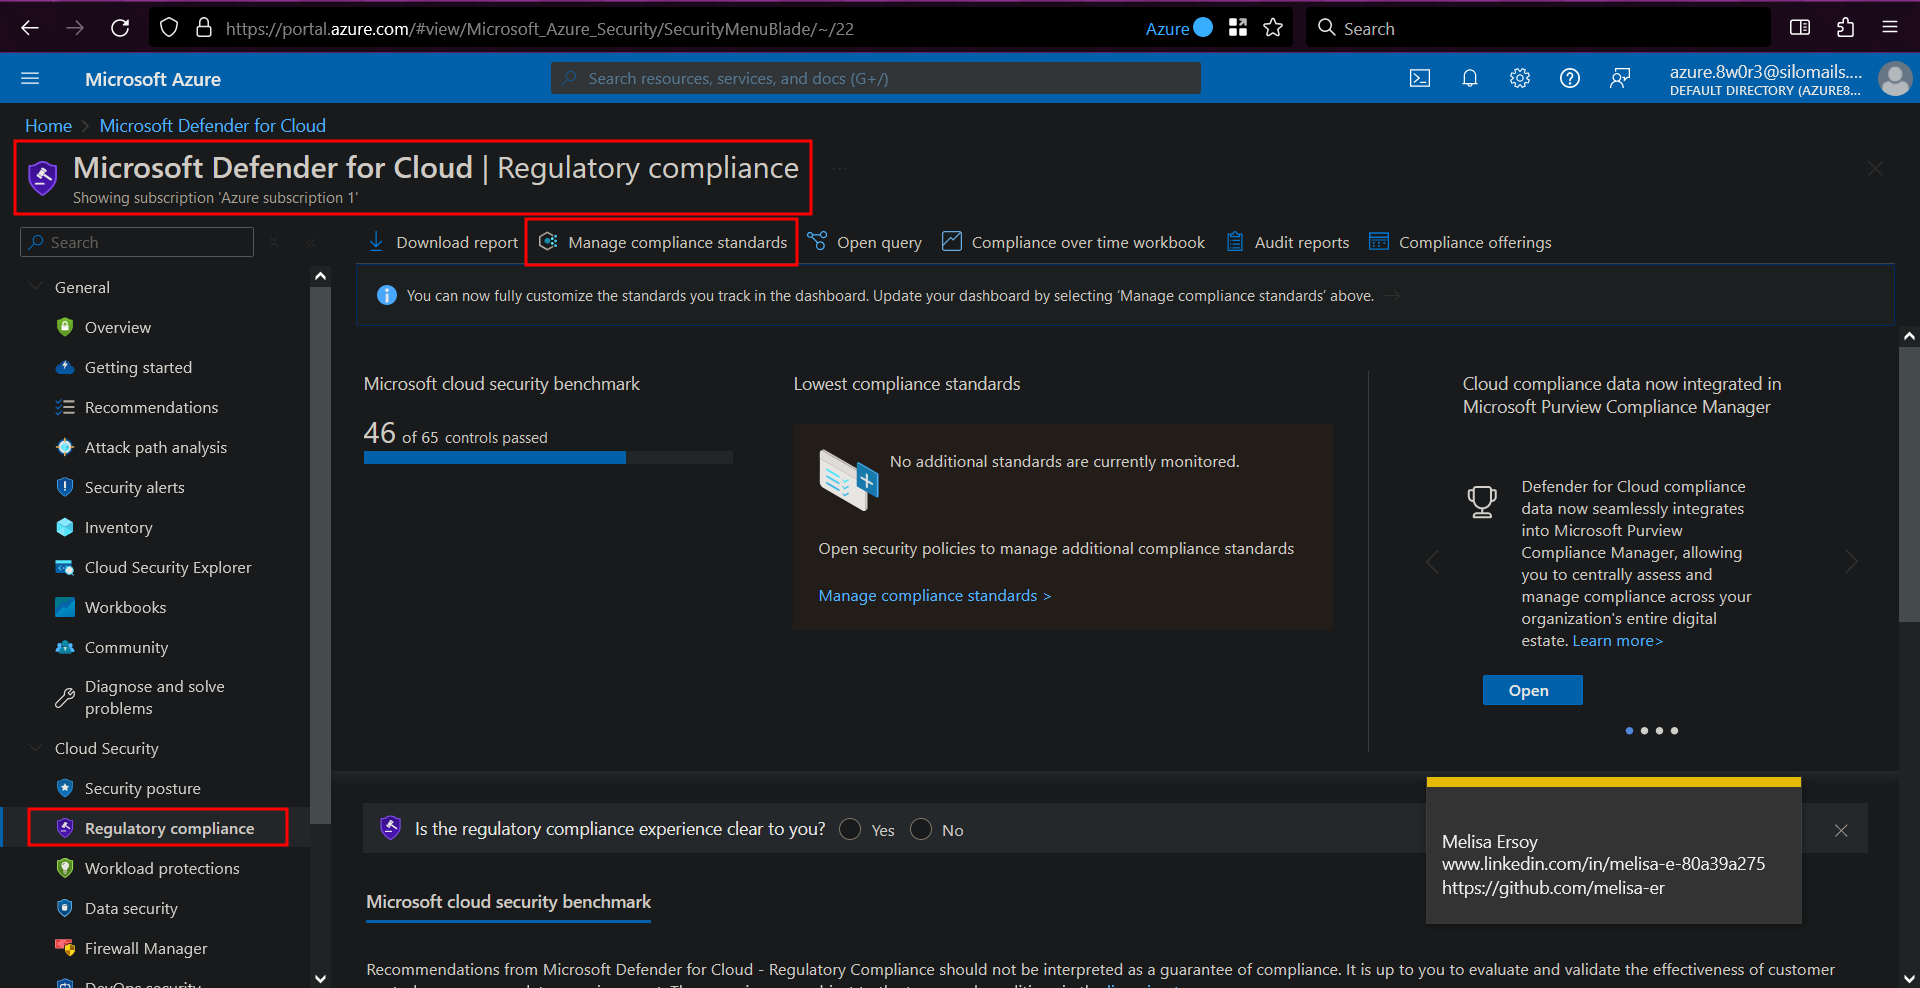 https://portal.azure.com/#view/Microsoft_Azure_Security/SecurityMenuBlade/~/22
Azure
Search
Microsoft Azure
Search resources, services, and docs (G+/)
azure.8w0r3@silomails....
DEFAULT DIRECTORY (AZURE8...
Home > Microsoft Defender for Cloud
Microsoft Defender for Cloud | Regulatory compliance
...
Showing subscription 'Azure subscription 1'
Search
Download report
Manage compliance standards
Open query
Compliance over time workbook
Audit reports
Compliance offerings
You can now fully customize the standards you track in the dashboard. Update your dashboard by selecting ‘Manage compliance standards’ above.
General
Overview
Getting started
Recommendations
Attack path analysis
Security alerts
Inventory
Cloud Security Explorer
Workbooks
Community
Diagnose and solve
problems
Cloud Security
Security posture
Regulatory compliance
Workload protections
Data security
Firewall Manager
DevOps security
Microsoft cloud security benchmark
46 of 65 controls passed
Lowest compliance standards
No additional standards are currently monitored.
Open security policies to manage additional compliance standards
Manage compliance standards >
Cloud compliance data now integrated in
Microsoft Purview Compliance Manager
Defender for Cloud compliance
data now seamlessly integrates
into Microsoft Purview
Compliance Manager, allowing
you to centrally assess and
manage compliance across your
organization's entire digital
estate. Learn more>
Open
Is the regulatory compliance experience clear to you?
Yes
No
Melisa Ersoy
www.linkedin.com/in/melisa-e-80a39a275
https://github.com/melisa-er
Microsoft cloud security benchmark
Recommendations from Microsoft Defender for Cloud - Regulatory Compliance should not be interpreted as a guarantee of compliance. It is up to you to evaluate and validate the effectiveness of customer